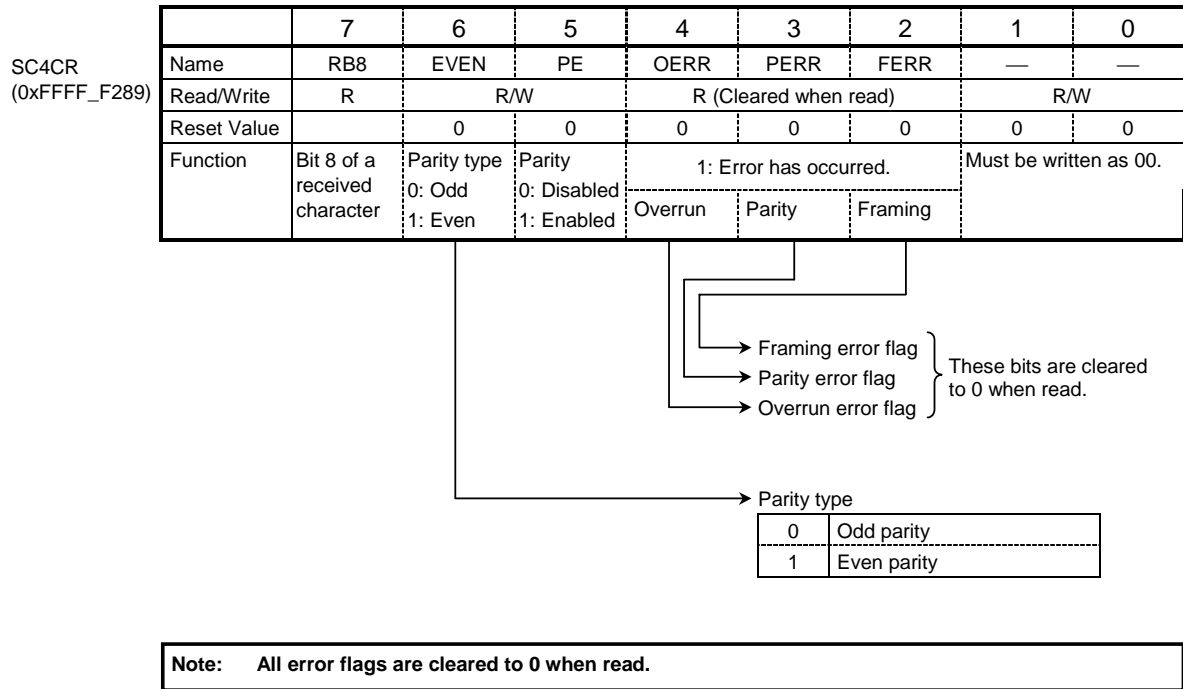 7 6 5 4 3 2 1 0
SC4CR
(0xFFFF_F289)
Name RB8 EVEN PE OERR PERR FERR — —
Read/Write R R/W R (Cleared when read) R/W
Reset Value 0 0 0 0 0 0 0
Function Bit 8 of a received character
Parity type
0: Odd
1: Even
Parity
0: Disabled
1: Enabled
1: Error has occurred.
Overrun Parity Framing
Must be written as 00.
Framing error flag
Parity error flag
Overrun error flag
These bits are cleared
to 0 when read.
Parity type
0 Odd parity
1 Even parity
Note: All error flags are cleared to 0 when read.